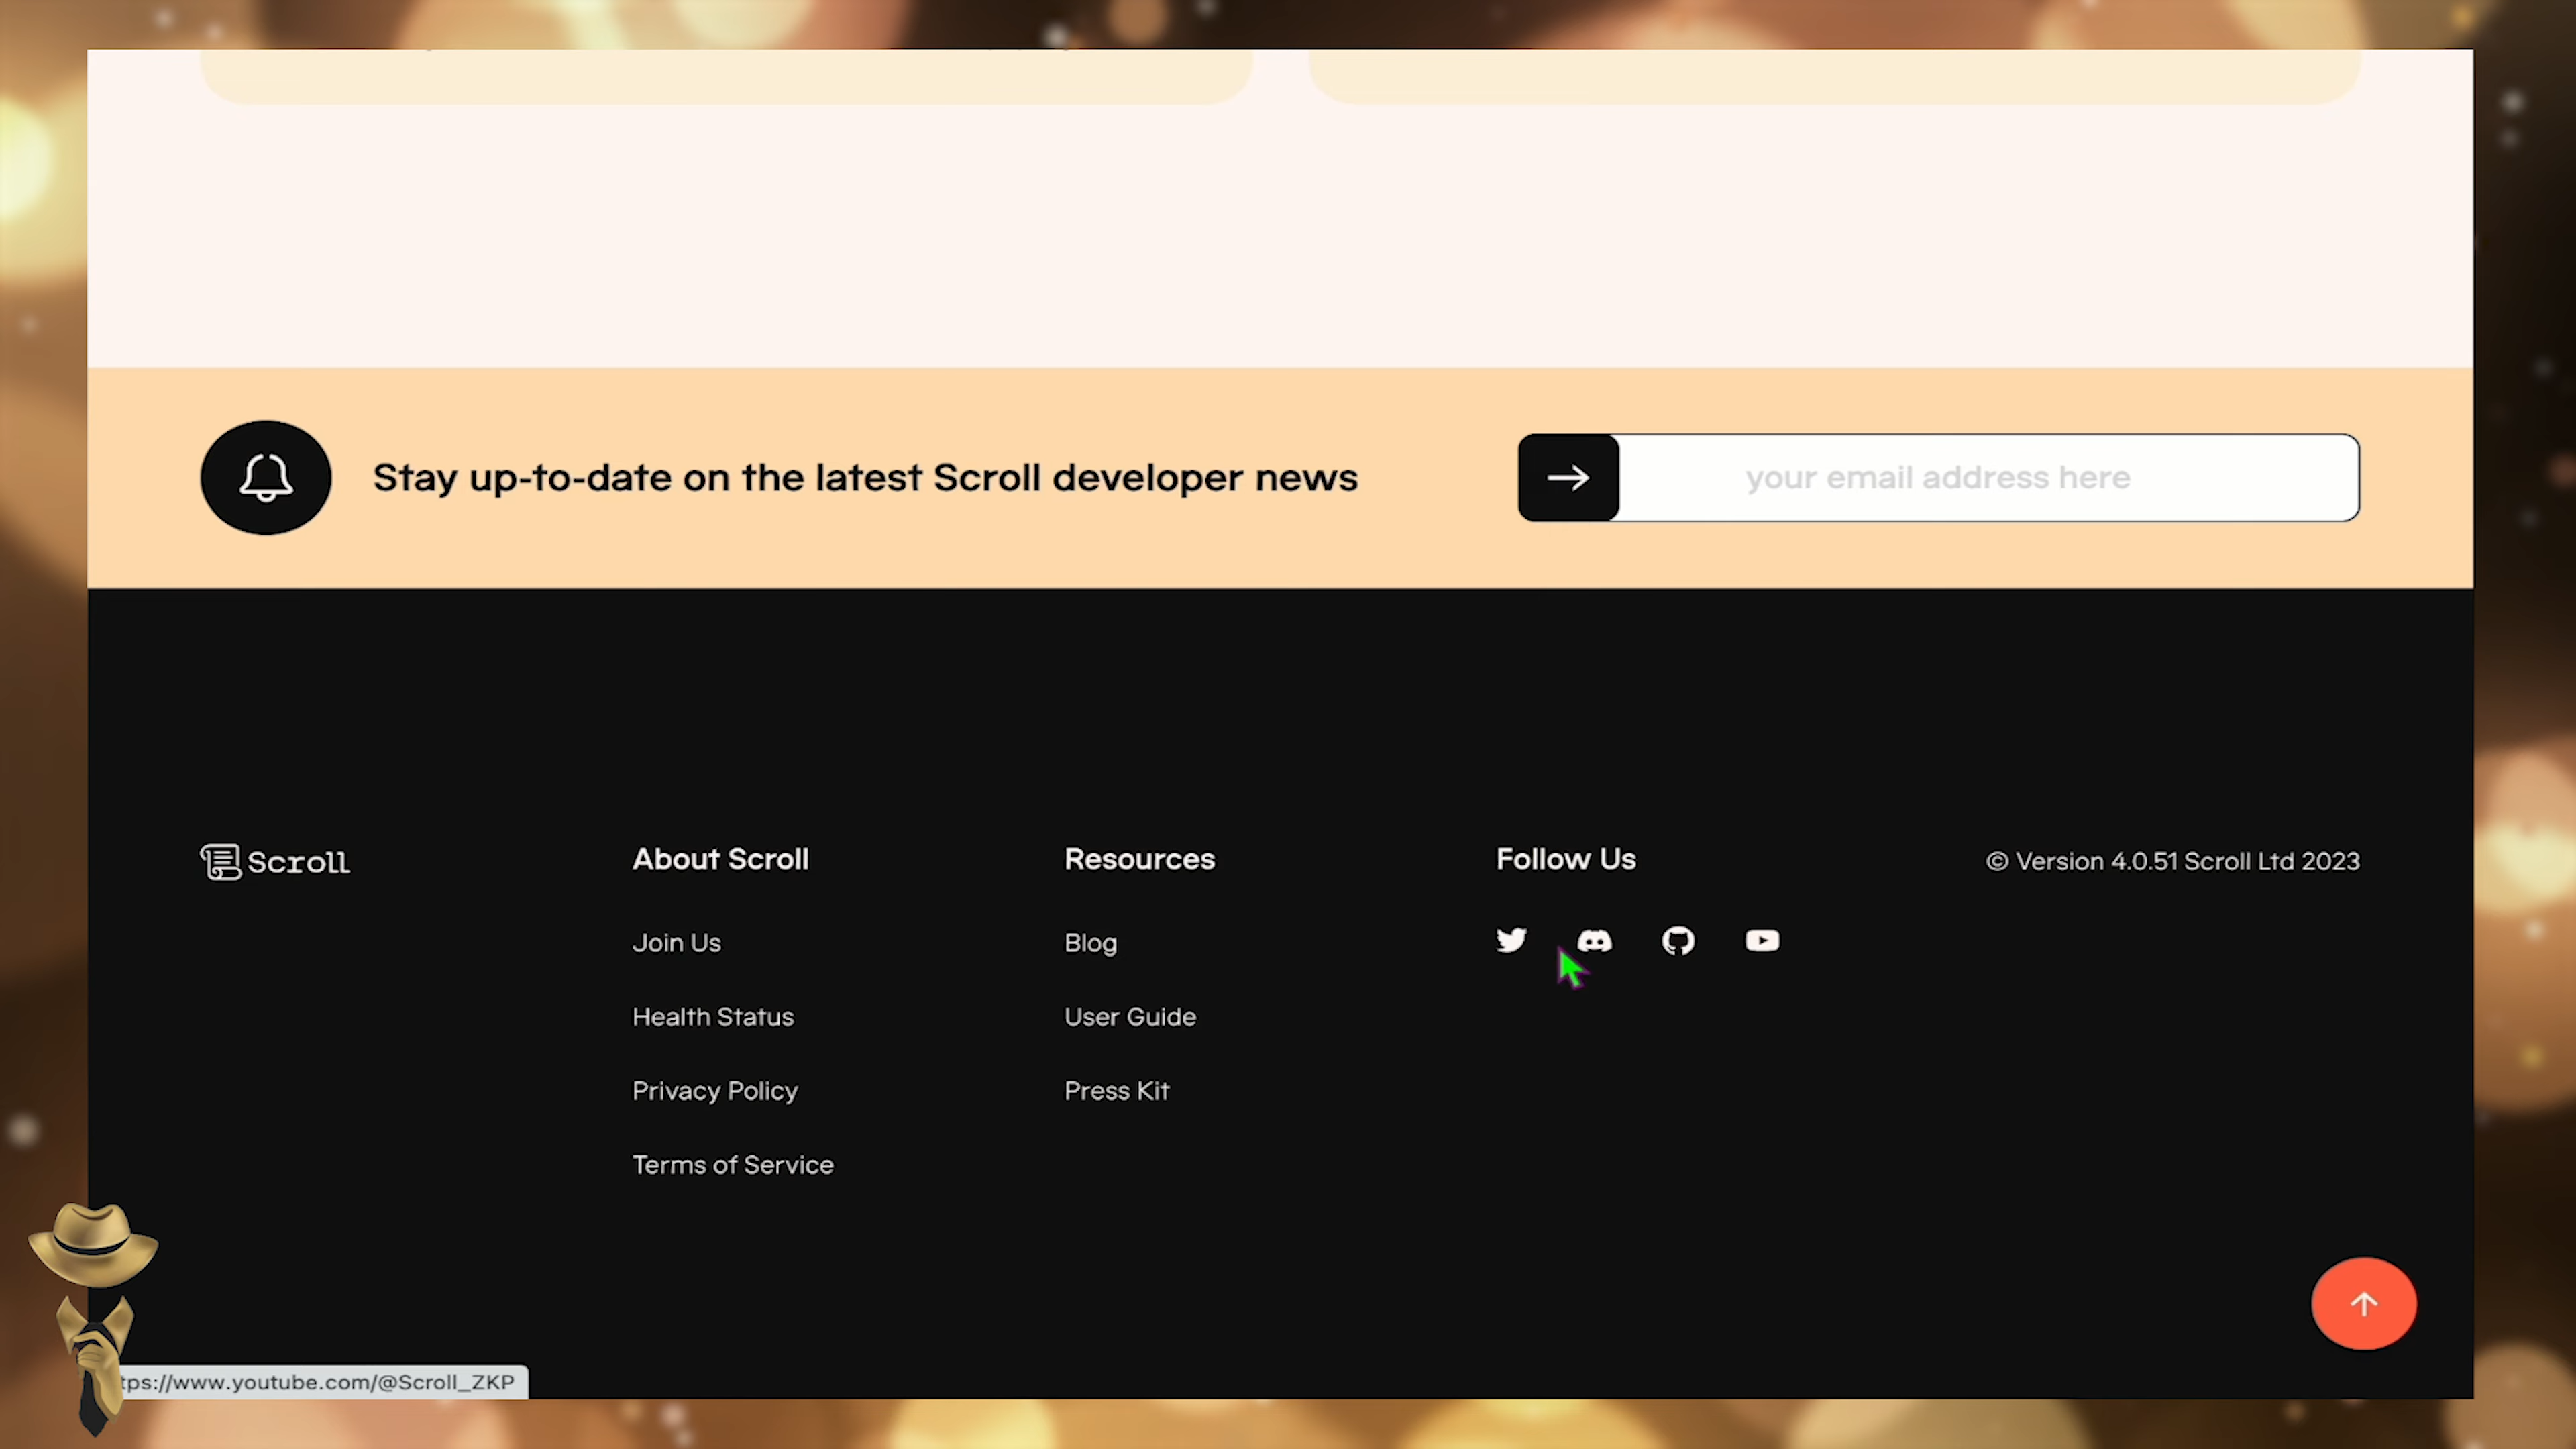 Stay up-to-date on the latest Scroll developer news
your email address here
Scroll
About Scroll
Join Us
Health Status
Privacy Policy
Terms of Service
Resources
Blog
User Guide
Press Kit
Follow Us
© Version 4.0.51 Scroll Ltd 2023
tps://www.youtube.com/@Scroll_ZKP